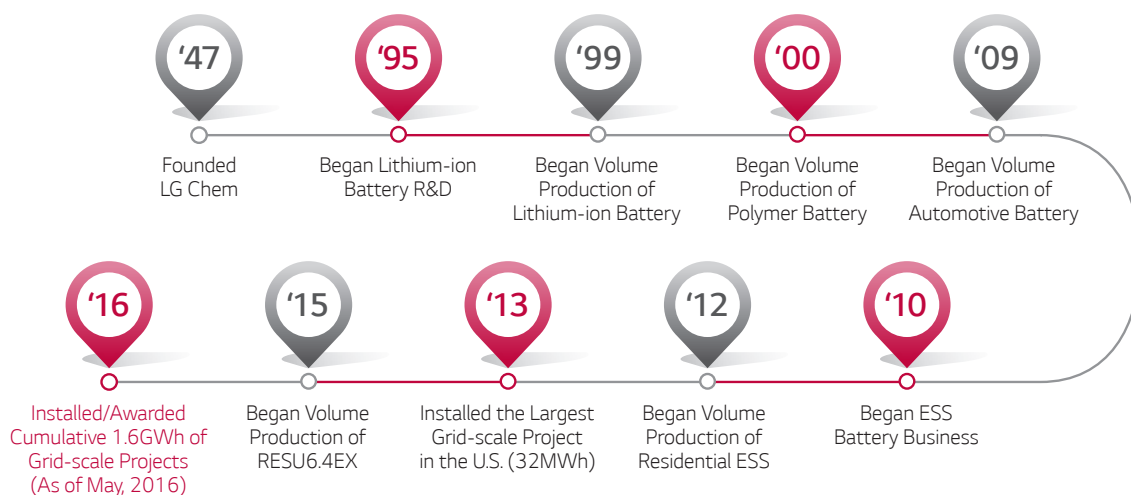 ‘47
Founded
LG Chem
‘95
Began Lithium-ion
Battery R&D
‘99
Began Volume
Production of
Lithium-ion Battery
‘00
Began Volume
Production of
Polymer Battery
‘09
Began Volume
Production of
Automotive Battery
‘10
Began ESS
Battery Business
‘12
Began Volume
Production of
Residential ESS
‘13
Installed the Largest
Grid-scale Project
in the U.S. (32MWh)
‘15
Began Volume
Production of
RESU6.4EX
‘16
Installed/Awarded
Cumulative 1.6GWh of
Grid-scale Projects
(As of May, 2016)